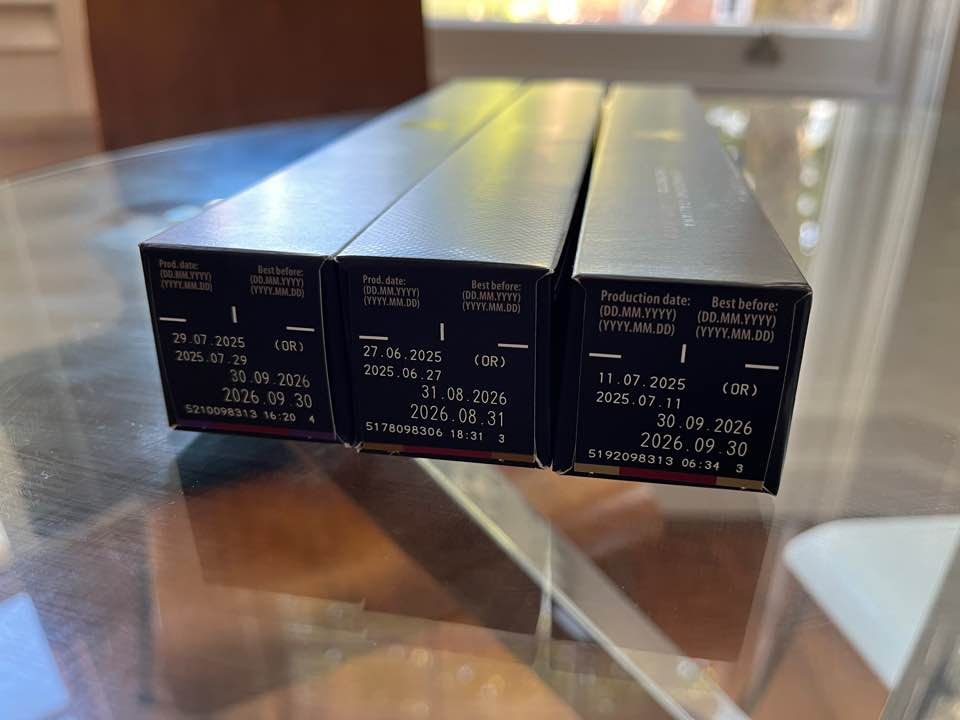 Prod. date:
(DD.MM.YYYY)
(YYYY.MM.DD)
Best before:
(DD.MM.YYYY)
(YYYY.MM.DD)
29.07.2025 (OR)
2025.07.29
30.09.2026
2026.09.30
5210098313 16:20 4
Prod. date:
(DD.MM.YYYY)
(YYYY.MM.DD)
Best before:
(DD.MM.YYYY)
(YYYY.MM.DD)
27.06.2025 (OR)
2025.06.27
31.08.2026
2026.08.31
5178098306 18:31 3
Production date:
(DD.MM.YYYY)
(YYYY.MM.DD)
Best before:
(DD.MM.YYYY)
(YYYY.MM.DD)
11.07.2025 (OR)
2025.07.11
30.09.2026
2026.09.30
5192098313 06:34 3